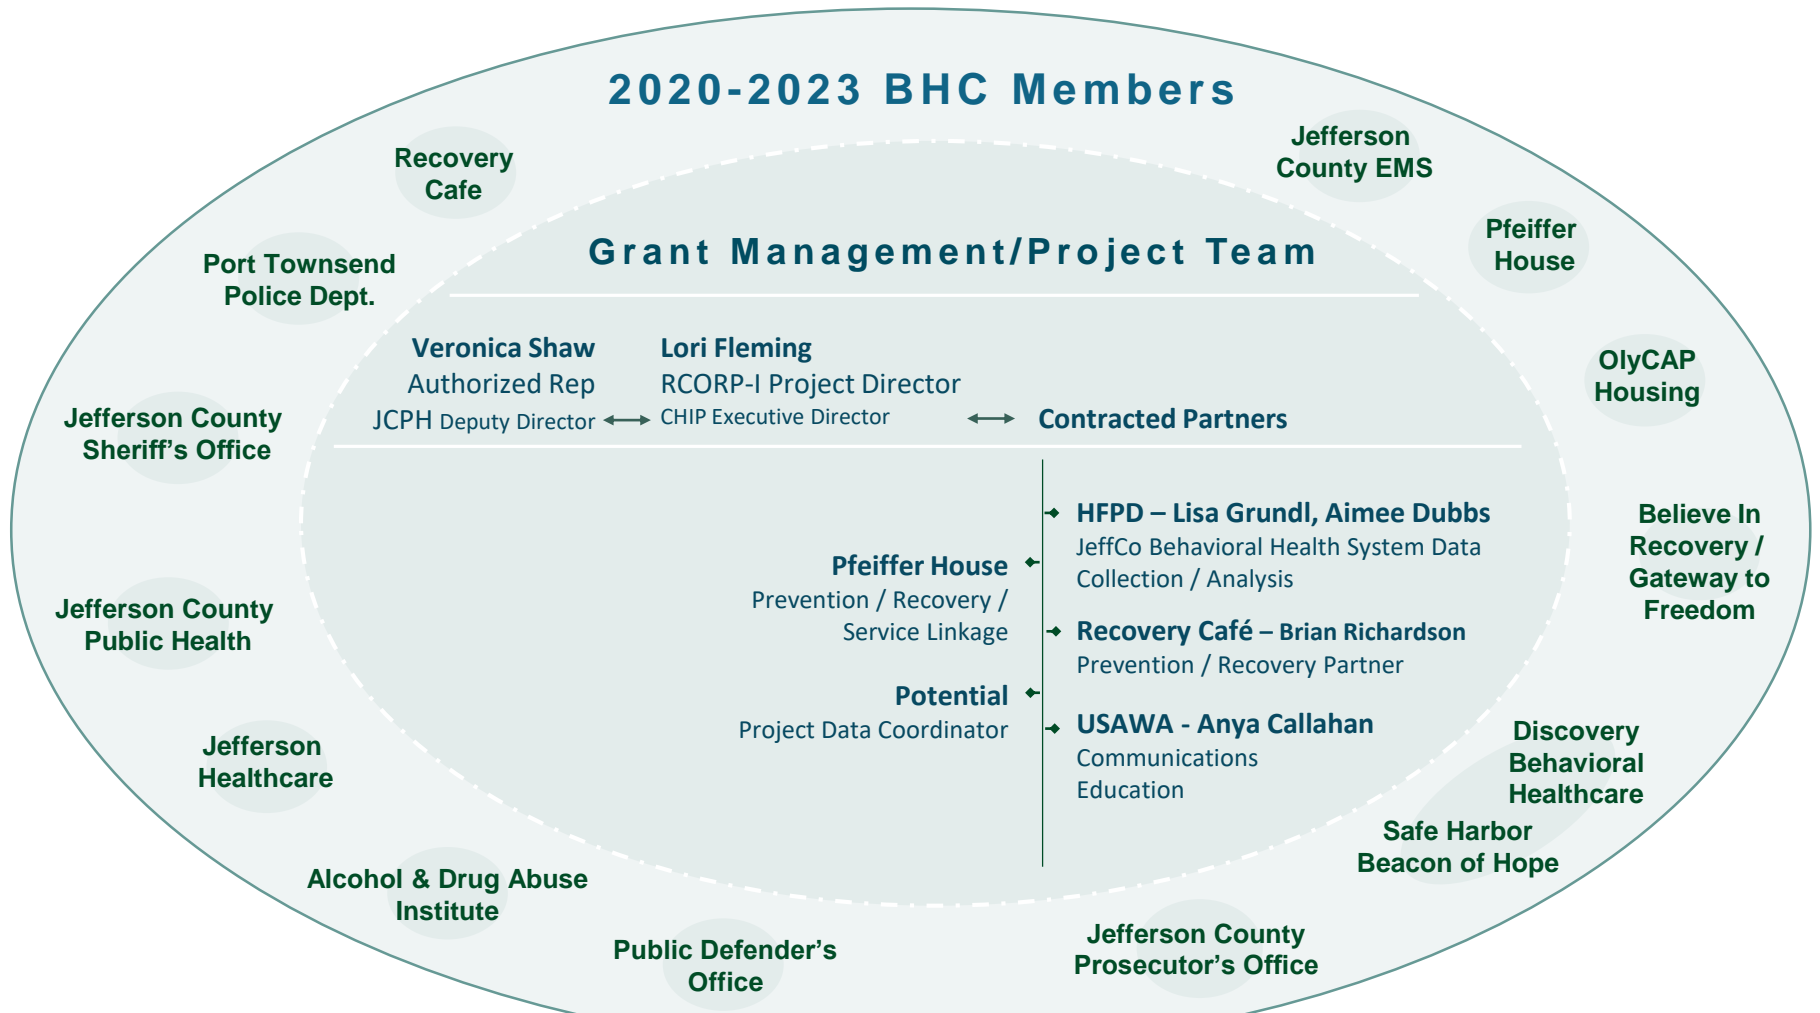 2020-2023 BHC Members
Recovery
Cafe
Jefferson
County EMS
Port Townsend
Police Dept.
Pfeiffer
House
Jefferson County
Sheriff's Office
OlyCAP
Housing
Jefferson County
Public Health
Believe In
Recovery /
Gateway to
Freedom
Jefferson
Healthcare
Discovery
Behavioral
Healthcare
Safe Harbor
Beacon of Hope
Alcohol & Drug Abuse
Institute
Public Defender's
Office
Jefferson County
Prosecutor's Office
Grant Management/Project Team
Veronica Shaw
Authorized Rep
JCPH Deputy Director
Lori Fleming
RCORP-I Project Director
CHIP Executive Director
Contracted Partners
HFPD – Lisa Grundl, Aimee Dubbs
JeffCo Behavioral Health System Data
Collection / Analysis
Pfeiffer House
Prevention / Recovery /
Service Linkage
Recovery Café – Brian Richardson
Prevention / Recovery Partner
Potential
Project Data Coordinator
USAWA - Anya Callahan
Communications
Education